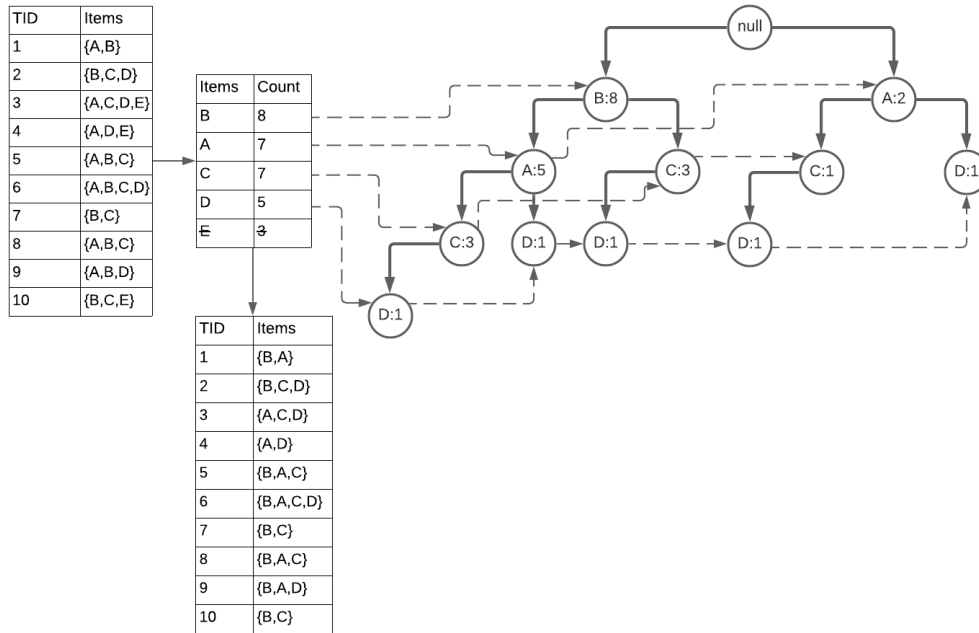 TID Items
1 {A,B}
2 {B,C,D}
3 {A,C,D,E}
4 {A,D,E}
5 {A,B,C}
6 {A,B,C,D}
7 {B,C}
8 {A,B,C}
9 {A,B,D}
10 {B,C,E}
Items Count
B 8
A 7
C 7
D 5
E 3
TID Items
1 {B,A}
2 {B,C,D}
3 {A,C,D}
4 {A,D}
5 {B,A,C}
6 {B,A,C,D}
7 {B,C}
8 {B,A,C}
9 {B,A,D}
10 {B,C}
null
B:8
A:2
A:5
C:3
C:1
D:1
C:3
D:1
D:1
D:1
D:1